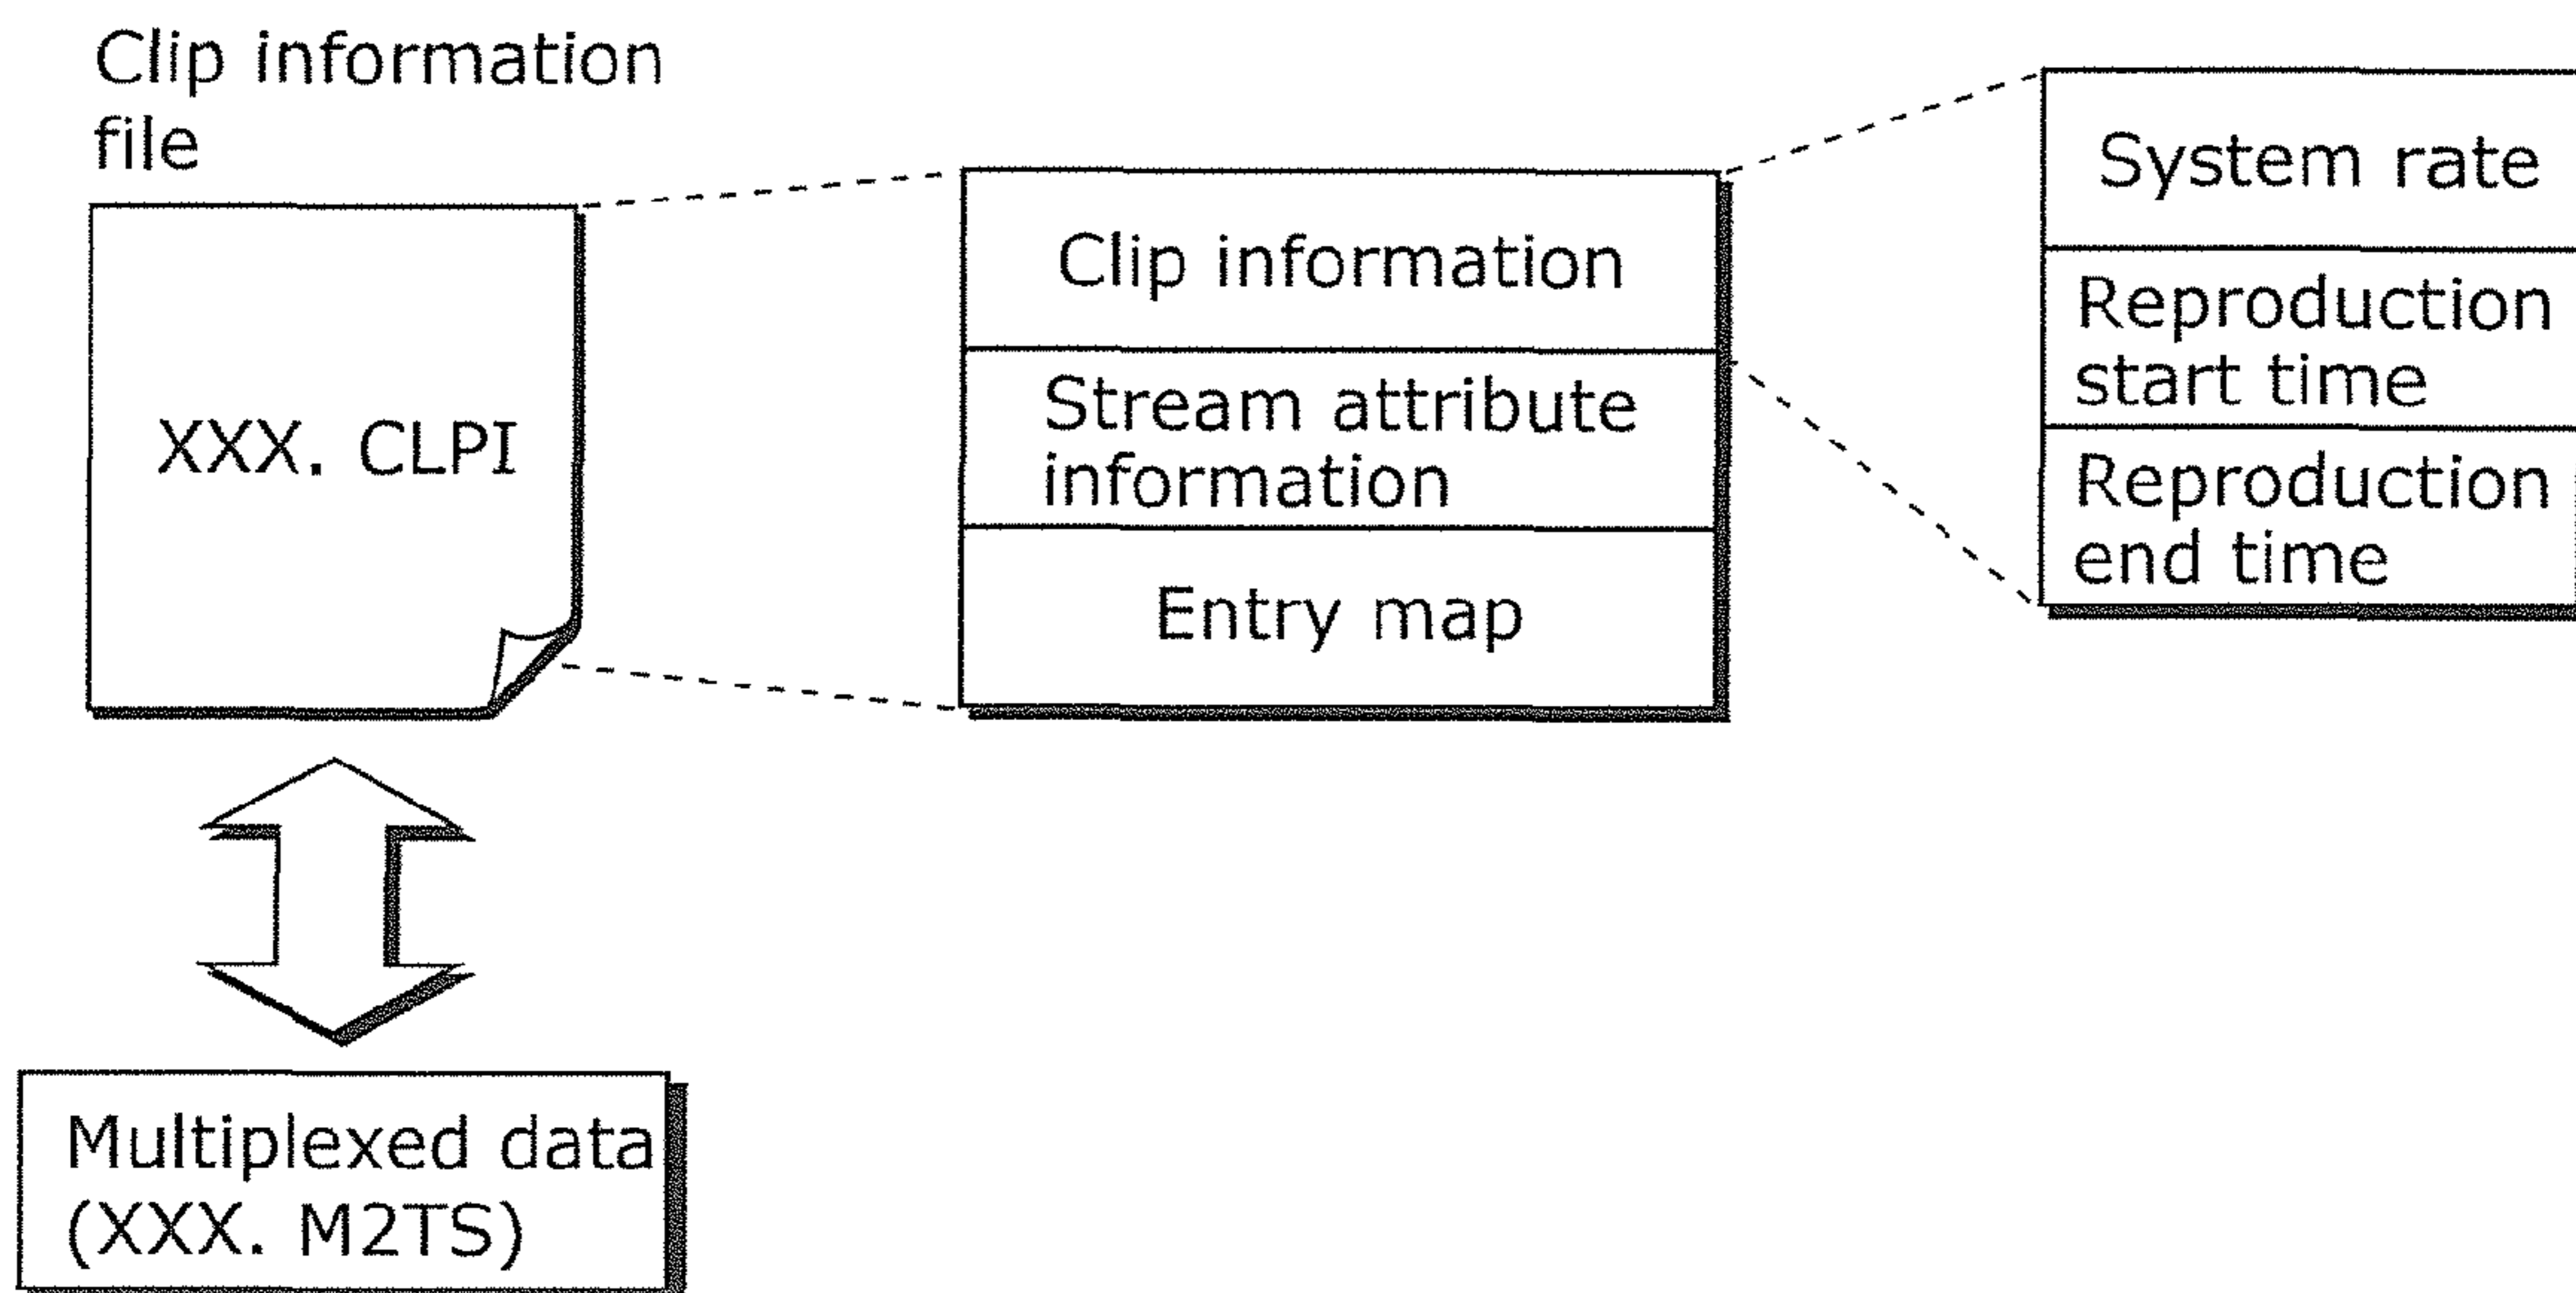 Clip information
file
XXX. CLPI
Clip information
Stream attribute
information
Entry map
System rate
Reproduction
start time
Reproduction
end time
Multiplexed data
(XXX. M2TS)